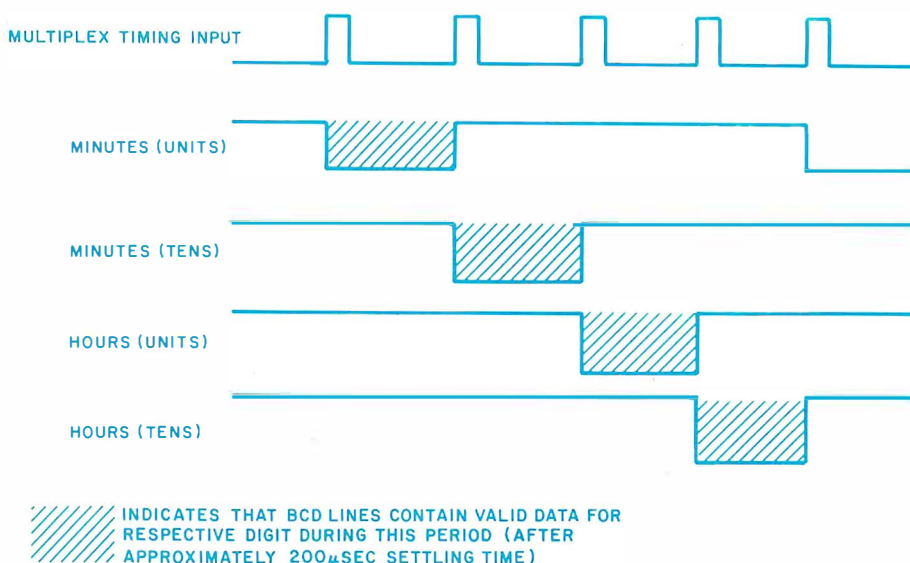 MULTIPLEX TIMING INPUT
MINUTES (UNITS)
MINUTES (TENS)
HOURS (UNITS)
HOURS (TENS)
INDICATES THAT BCD LINES CONTAIN VALID DATA FOR
RESPECTIVE DIGIT DURING THIS PERIOD (AFTER
APPROXIMATELY 200µSEC SETTLING TIME)